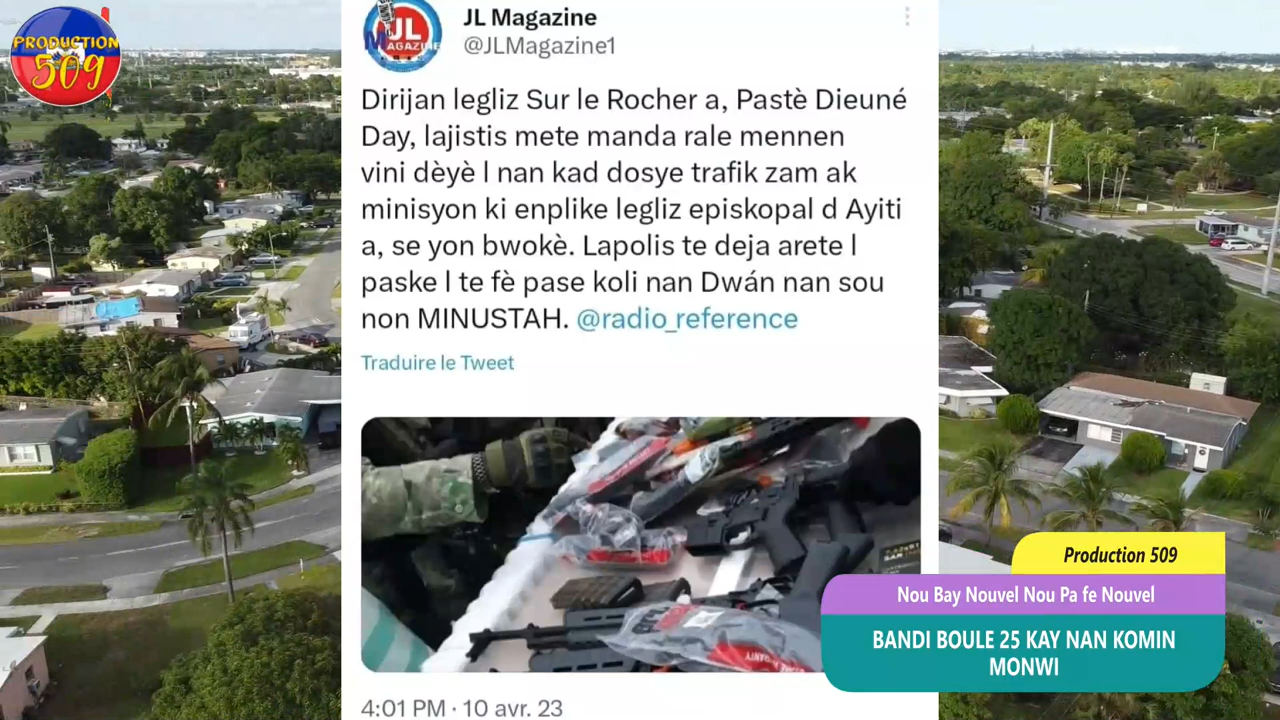 PRODUCTION
509
JL
MAGAZINE
JL Magazine
@JLMagazine1
Dirijan legliz Sur le Rocher a, Pastè Dieuné
Day, lajistis mete manda rale mennen
vini dèyè l nan kad dosye trafik zam ak
minisyon ki enplike legliz episkopal d Ayiti
a, se yon bwokè. Lapolis te deja arete l
paske l te fè pase koli nan Dwán nan sou
non MINUSTAH. @radio_reference
Traduire le Tweet
4:01 PM · 10 avr. 23
Production 509
Nou Bay Nouvel Nou Pa fe Nouvel
BANDI BOULE 25 KAY NAN KOMIN
MONWI